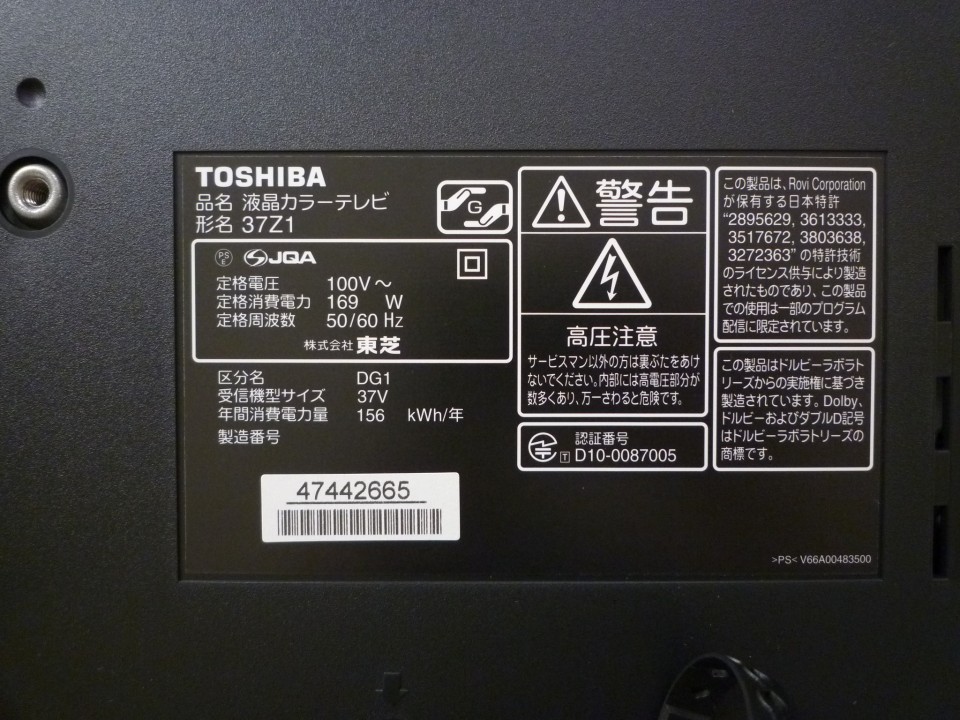 TOSHIBA
品名 液晶カラーテレビ
形名 37Z1
G
PS
E
JQA
定格電圧 100V～
定格消費電力 169 W
定格周波数 50/60 Hz
株式会社 東芝
区分名 DG1
受信機型サイズ 37V
年間消費電力量 156 kWh/年
製造番号
47442665
警告
高圧注意
サービスマン以外の方は裏ぶたをあけ
ないでください。内部には高電圧部分が
数多くあり、万一さわると危険です。
T
認証番号
D10-0087005
この製品は、Rovi Corporation
が保有する日本特許
“2895629, 3613333,
3517672, 3803638,
3272363” の特許技術
のライセンス供与により製造
されたものであり、この製品
での使用は一部のプログラム
配信に限定されています。
この製品はドルビーラボラト
リーズからの実施権に基づき
製造されています。Dolby、
ドルビーおよびダブルD記号
はドルビーラボラトリーズの
商標です。
>PS< V66A00483500